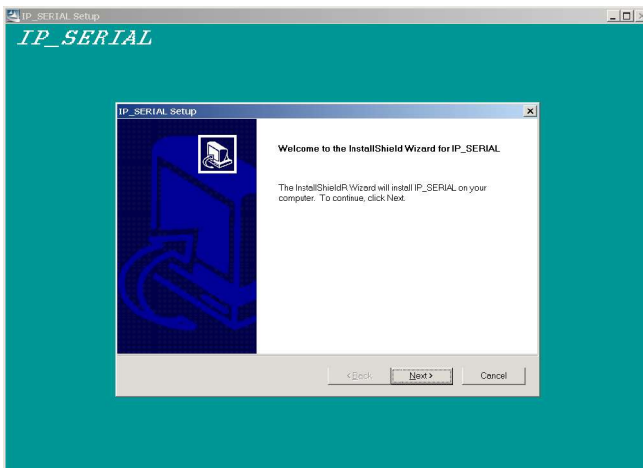 IP_SERIAL Setup
IP_SERIAL
IP_SERIAL Setup
Welcome to the InstallShield Wizard for IP_SERIAL
The InstallShieldR Wizard will install IP_SERIAL on your
computer. To continue, click Next.
< Back Next > Cancel